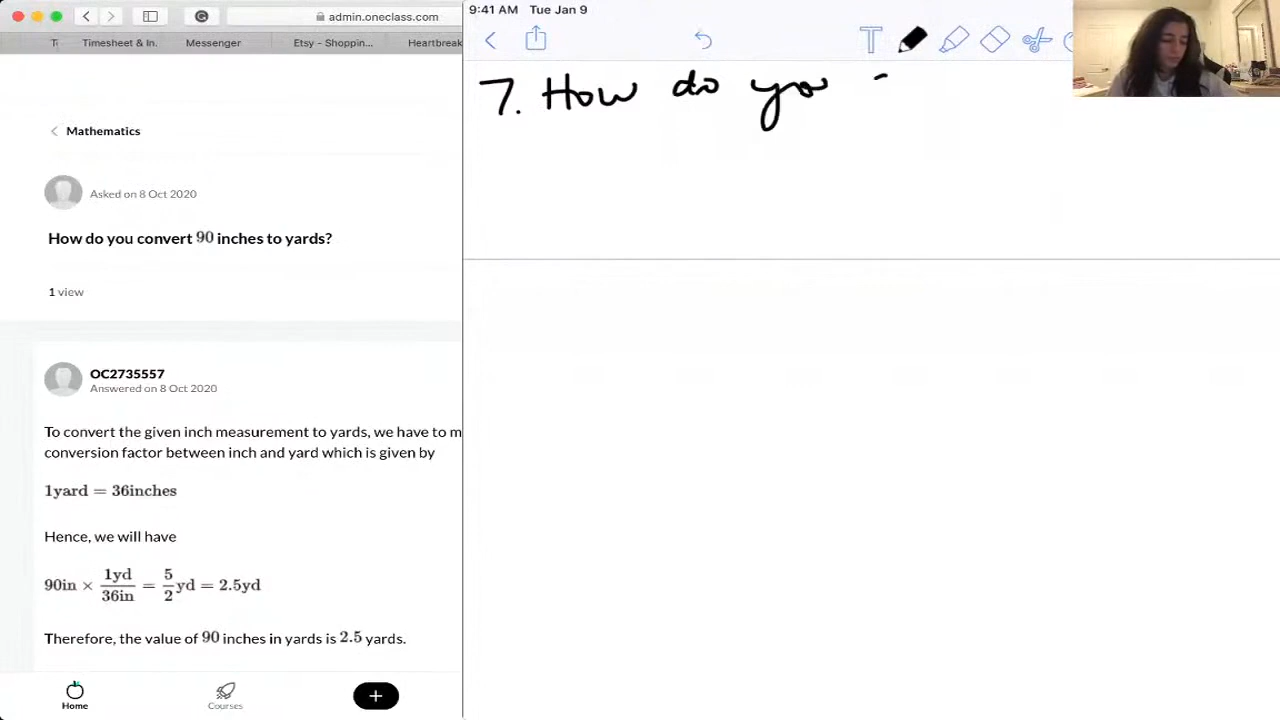 admin.oneclass.com
9:41 AM Tue Jan 9
Timesheet & In.
Messenger
Etsy - Shoppin...
Heartbreak
Mathematics
Asked on 8 Oct 2020
How do you convert 90 inches to yards?
1 view
OC2735557
Answered on 8 Oct 2020
To convert the given inch measurement to yards, we have to m
conversion factor between inch and yard which is given by
1yard = 36inches
Hence, we will have
90in × 1yd/36in = 5/2 yd = 2.5yd
Therefore, the value of 90 inches in yards is 2.5 yards.
Home
Courses
7. How do you